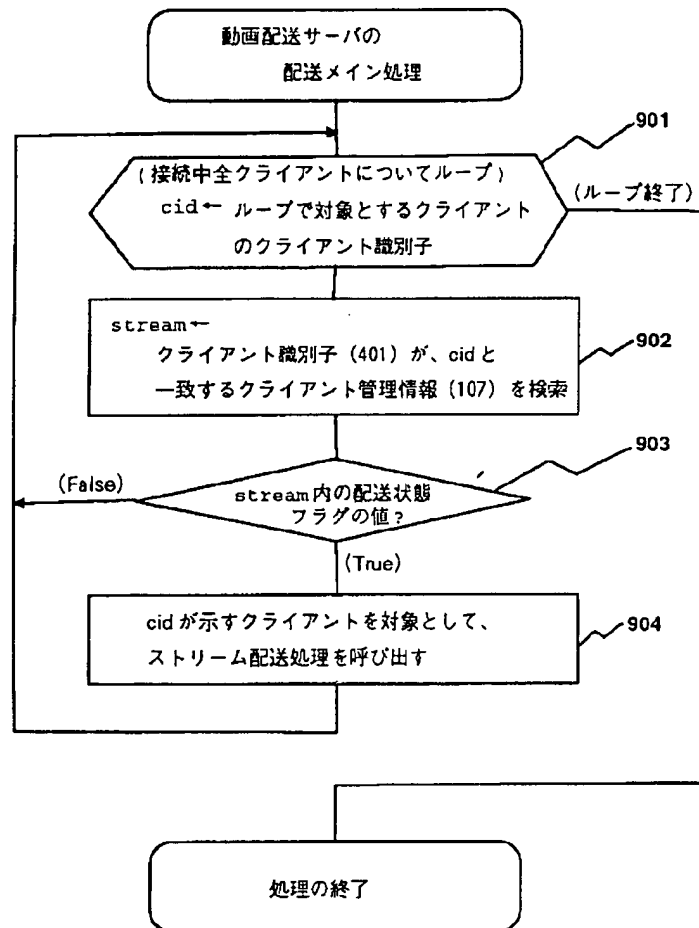 動画配送サーバの
配送メイン処理
901
(接続中全クライアントについてループ)
(ループ終了)
cid← ループで対象とするクライアント
のクライアント識別子
stream←
902
クライアント識別子 (401) が、cidと
一致するクライアント管理情報 (107) を検索
903
(False)
stream内の配送状態
フラグの値?
(True)
cidが示すクライアントを対象として、
904
ストリーム配送処理を呼び出す
処理の終了